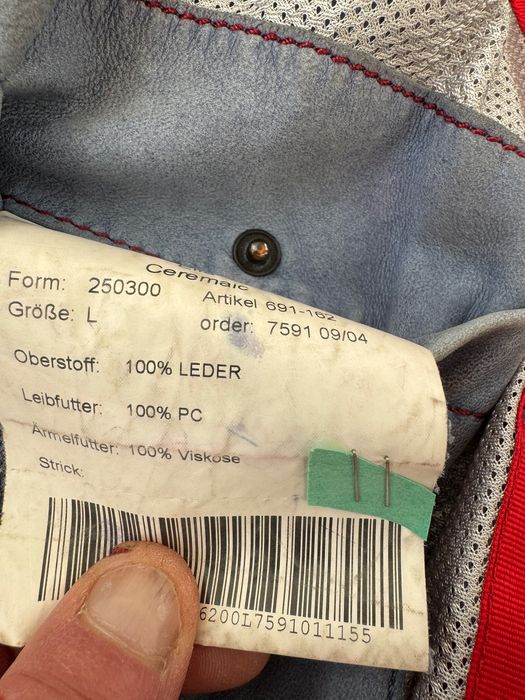 Ceremaic
Form: 250300 Artikel 691-162
Größe: L order: 7591 09/04
Oberstoff: 100% LEDER
Leibfutter: 100% PC
Ärmelfutter: 100% Viskose
Strick:
6200L7591011155